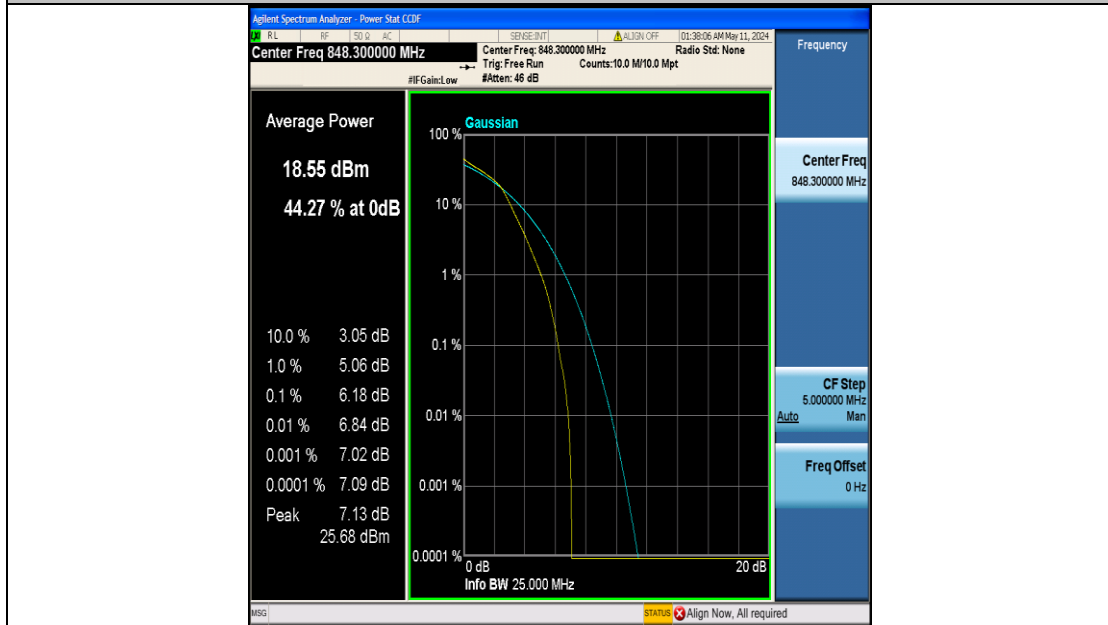 Agilent Spectrum Analyzer - Power Stat CCDF
RL RF 50 Ω AC SENSE:INT ALIGN OFF 01:38:06 AM May 11, 2024
Center Freq 848.300000 MHz
Center Freq: 848.300000 MHz Radio Std: None
Trig: Free Run Counts:10.0 M/10.0 Mpt
#IFGain:Low #Atten: 46 dB
Frequency
Average Power
18.55 dBm
44.27 % at 0dB
10.0 % 3.05 dB
1.0 % 5.06 dB
0.1 % 6.18 dB
0.01 % 6.84 dB
0.001 % 7.02 dB
0.0001 % 7.09 dB
Peak 7.13 dB
25.68 dBm
Gaussian
100 %
10 %
1 %
0.1 %
0.01 %
0.001 %
0.0001 %
0 dB 20 dB
Info BW 25.000 MHz
Center Freq
848.300000 MHz
CF Step
5.000000 MHz
Auto Man
Freq Offset
0 Hz
MSG STATUS Align Now, All required